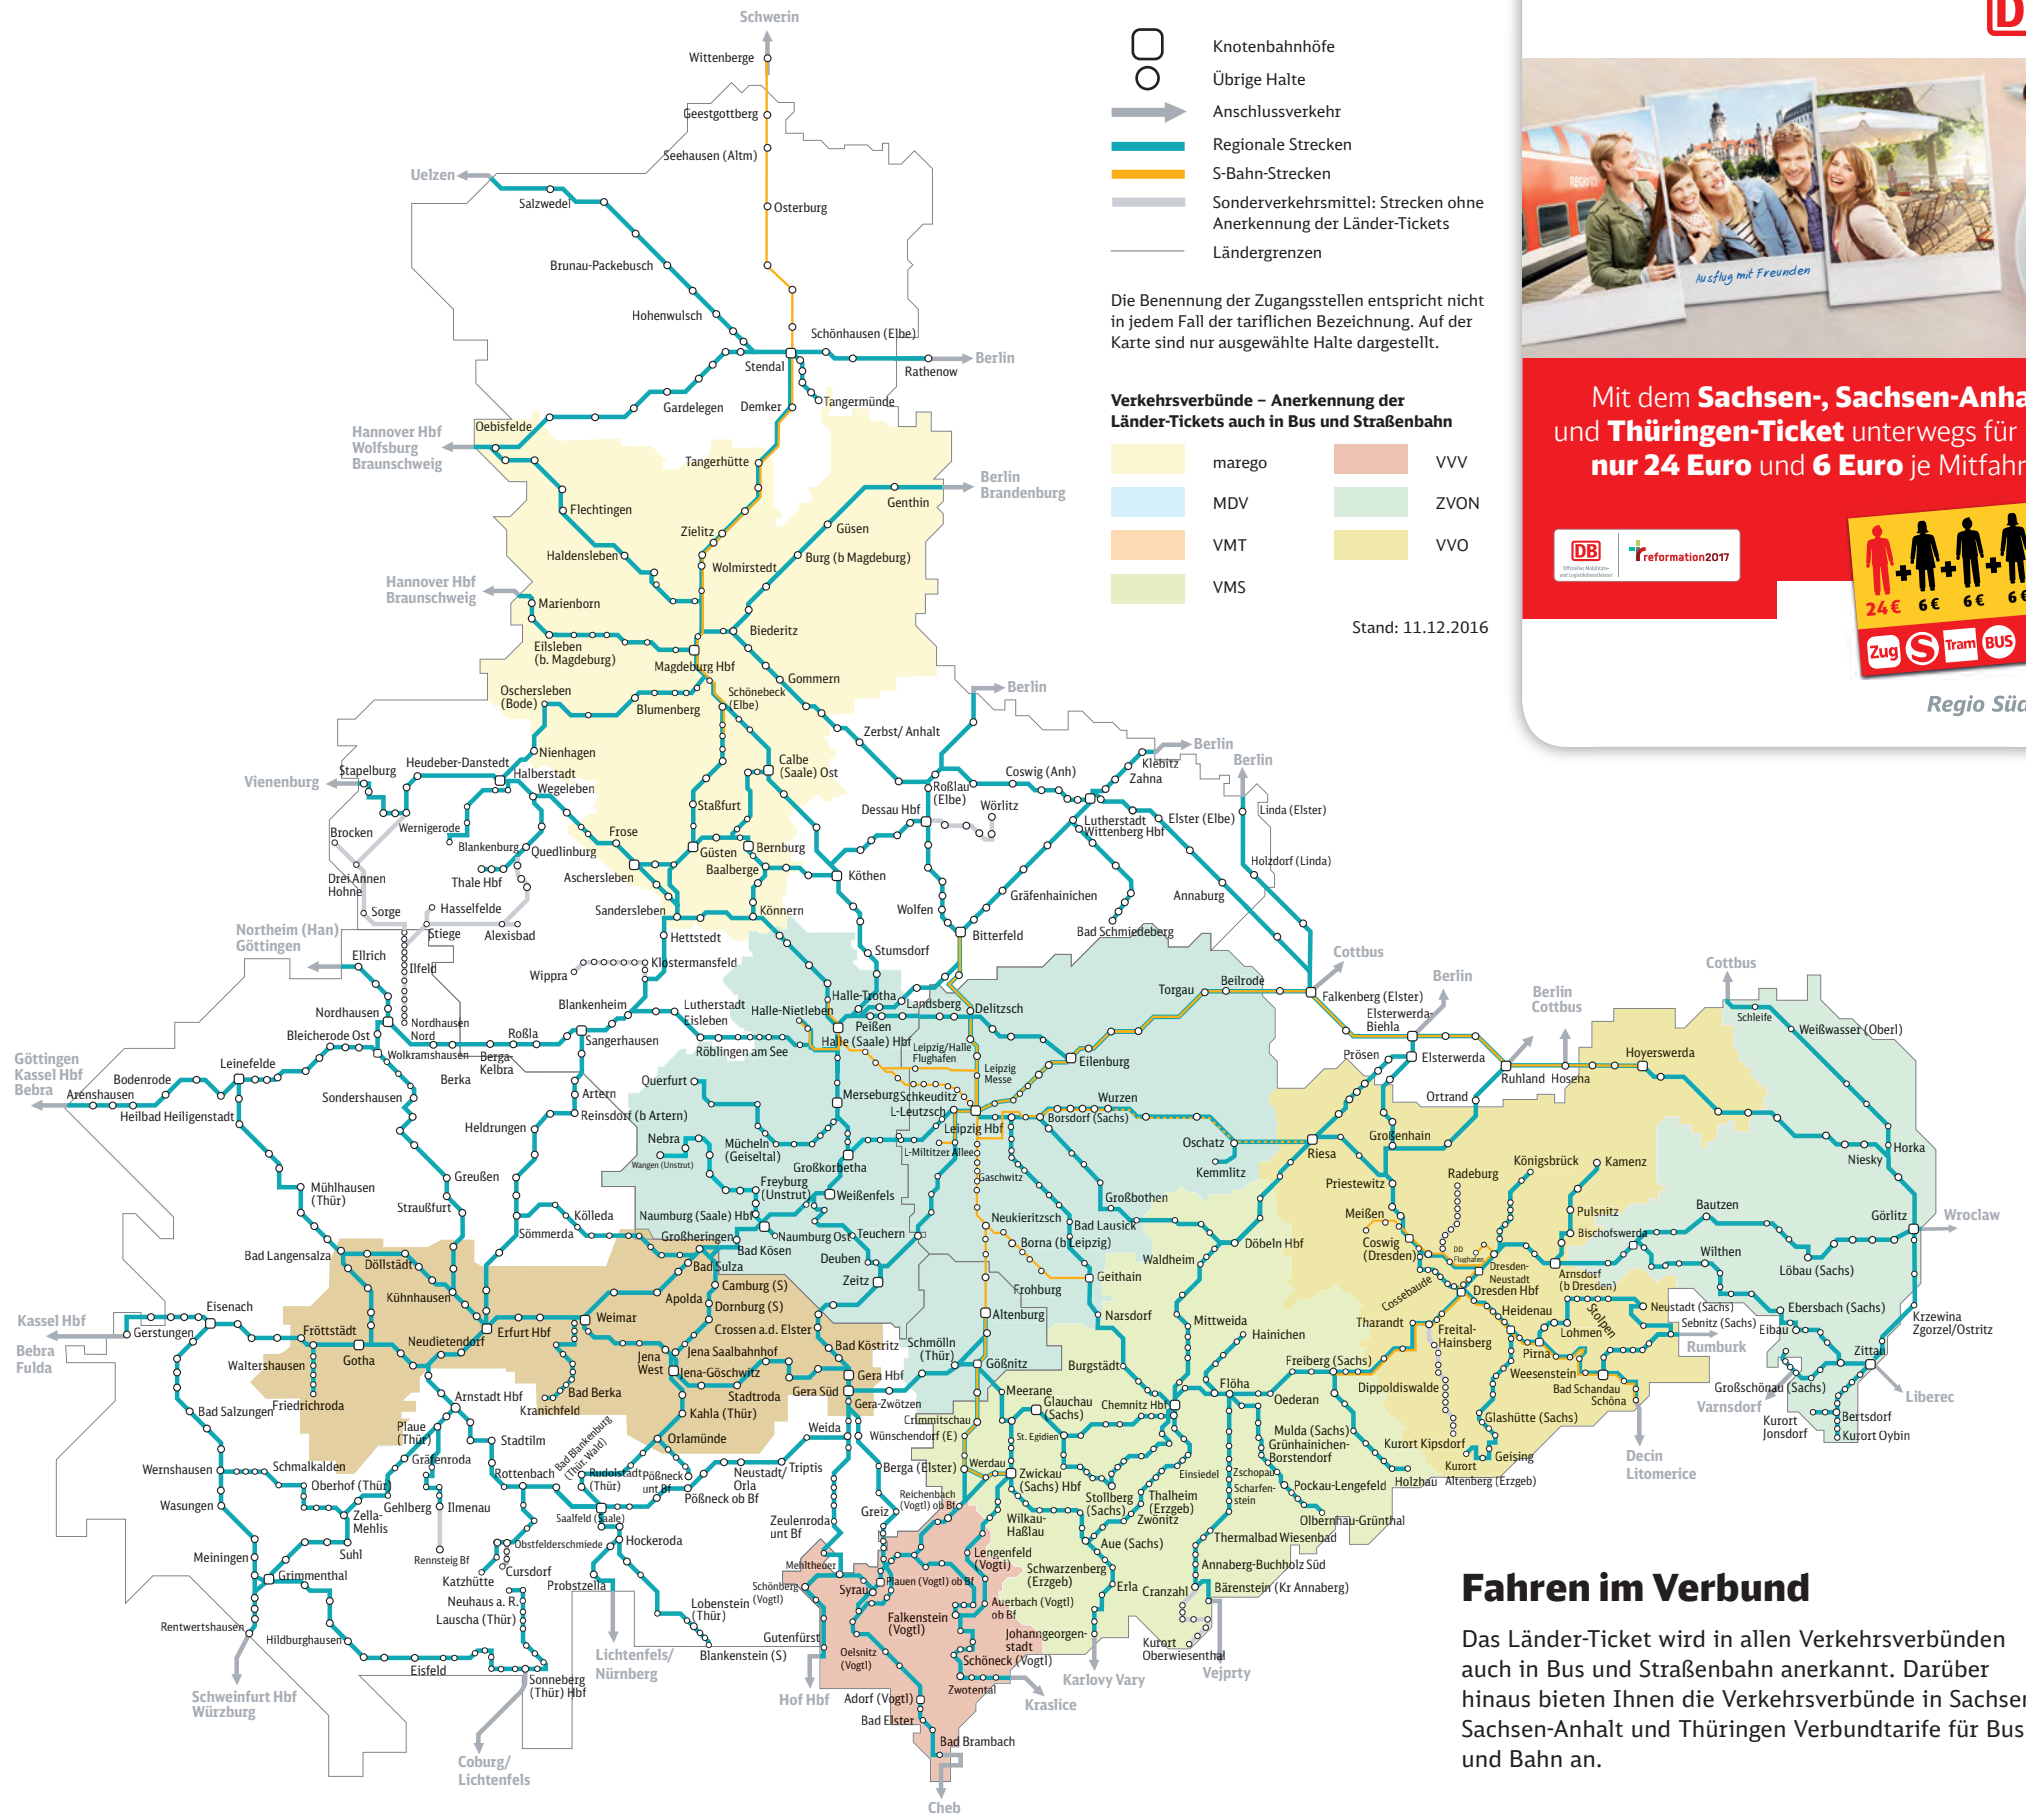 Schwerin
Wittenberge
Geestgottberg
Seehausen (Altm)
Uelzen
Salzwedel
Osterburg
Brunau-Packebusch
Hohenwulsch
Schönhausen (Elbe)
Berlin
Stendal
Rathenow
Gardelegen
Demker
Tangermünde
Oebisfelde
Hannover Hbf
Wolfsburg
Braunschweig
Tangerhütte
Berlin
Brandenburg
Genthin
Flechtingen
Güsen
Zielitz
Haldensleben
Burg (b Magdeburg)
Wolmirstedt
Hannover Hbf
Braunschweig
Marienborn
Biederitz
Eilsleben
(b. Magdeburg)
Magdeburg Hbf
Gommern
Oschersleben
(Bode)
Schönebeck
(Elbe)
Blumenberg
Berlin
Zerbst/ Anhalt
Nienhagen
Heudeber-Danstedt
Halberstadt
Stapelburg
Vienenburg
Wegeleben
Calbe
(Saale) Ost
Coswig (Anh)
Klebitz
Zahna
Berlin
Berlin
Roßlau
(Elbe)
Wörlitz
Dessau Hbf
Staßfurt
Linda (Elster)
Lutherstadt
Wittenberg Hbf
Elster (Elbe)
Wernigerode
Brocken
Blankenburg
Quedlinburg
Frose
Güsten
Bernburg
Baalberge
Köthen
Holzdorf (Linda)
Drei Annen
Hohne
Thale Hbf
Aschersleben
Gräfenhainichen
Annaburg
Sorge
Hasselfelde
Sandersleben
Könnern
Wolfen
Bitterfeld
Bad Schmiedeberg
Northeim (Han)
Göttingen
Stiege
Alexisbad
Hettstedt
Stumsdorf
Ellrich
Ilfeld
Wippra
Klostermansfeld
Cottbus
Berlin
Cottbus
Berlin
Cottbus
Nordhausen
Nordhausen
Nord
Blankenheim
Lutherstadt
Eisleben
Halle-Nietleben
Halle-Trotha
Landsberg
Delitzsch
Torgau
Beilrode
Falkenberg (Elster)
Elsterwerda-
Biehla
Schleife
Weißwasser (Oberl)
Bleicherode Ost
Wolkramshausen
Roßla
Berga-
Kelbra
Sangerhausen
Röblingen am See
Peißen
Halle (Saale) Hbf
Leipzig/Halle
Flughafen
Leipzig
Messe
Eilenburg
Prösen
Elsterwerda
Hoyerswerda
Göttingen
Kassel Hbf
Bebra
Leinefelde
Bodenrode
Arenshausen
Heilbad Heiligenstadt
Berka
Sondershausen
Artern
Reinsdorf (b Artern)
Querfurt
Merseburg
Schkeuditz
L-Leutzsch
Leipzig Hbf
Borsdorf (Sachs)
Wurzen
Ruhland
Hosena
Ortrand
Heldrungen
Nebra
Wangen (Unstrut)
Mücheln
(Geiseltal)
Großkorbetha
L-Miltitzer Allee
Gaschwitz
Oschatz
Kemmlitz
Riesa
Großenhain
Horka
Niesky
Mühlhausen
(Thür)
Greußen
Straußfurt
Freyburg
(Unstrut)
Weißenfels
Großbothen
Priestewitz
Radeburg
Königsbrück
Kamenz
Kölleda
Naumburg (Saale) Hbf
Naumburg Ost
Teuchern
Neukieritzsch
Bad Lausick
Meißen
Pulsnitz
Bautzen
Görlitz
Wroclaw
Bad Langensalza
Döllstädt
Sömmerda
Großheringen
Bad Kösen
Deuben
Borna (b Leipzig)
Waldheim
Döbeln Hbf
Coswig
(Dresden)
DD
Flughafen
Bischofswerda
Wilthen
Kühnhausen
Bad Sulza
Camburg (S)
Zeitz
Geithain
Frohburg
Cossebaude
Dresden-
Neustadt
Dresden Hbf
Arnsdorf
(b Dresden)
Löbau (Sachs)
Apolda
Dornburg (S)
Altenburg
Narsdorf
Mittweida
Hainichen
Tharandt
Freital-
Hainsberg
Heidenau
Lohmen
Stolpen
Neustadt (Sachs)
Sebnitz (Sachs)
Ebersbach (Sachs)
Eibau
Krzewina
Zgorzel/Ostritz
Kassel Hbf
Bebra
Fulda
Eisenach
Gerstungen
Fröttstädt
Gotha
Waltershausen
Friedrichroda
Neudietendorf
Erfurt Hbf
Weimar
Crossen a.d. Elster
Bad Köstritz
Schmölln
(Thür)
Gößnitz
Jena
West
Jena Saalbahnhof
Jena-Göschwitz
Stadtroda
Gera Hbf
Gera Süd
Gera-Zwötzen
Burgstädt
Freiberg (Sachs)
Pirna
Weesenstein
Bad Schandau
Schöna
Rumburk
Zittau
Großschönau (Sachs)
Varnsdorf
Liberec
Bad Salzungen
Arnstadt Hbf
Bad Berka
Kranichfeld
Kahla (Thür)
Orlamünde
Weida
Crimmitschau
Meerane
Glauchau
(Sachs)
Chemnitz Hbf
Flöha
Oederan
Dippoldiswalde
Glashütte (Sachs)
Kurort
Jonsdorf
Bertsdorf
Kurort Oybin
Plaue
(Thür)
Stadtilm
Gräfenroda
Bad Blankenburg
(Thür. Wald)
Wünschendorf (E)
St. Egidien
Mulda (Sachs)
Grünhainichen-
Borstendorf
Kurort Kipsdorf
Geising
Kurort
Altenberg (Erzgeb)
Decin
Litomerice
Wernshausen
Schmalkalden
Oberhof (Thür)
Rottenbach
Rudolstadt
(Thür)
Pößneck
unt Bf
Pößneck ob Bf
Neustadt/
Orla
Triptis
Berga (Elster)
Werdau
Zwickau
(Sachs) Hbf
Einsiedel
Zschopau
Scharfen-
stein
Pockau-Lengefeld
Holzhau
Wasungen
Zella-
Mehlis
Gehlberg
Ilmenau
Saalfeld (Saale)
Reichenbach
(Vogtl) ob Bf
Stollberg
(Sachs)
Thalheim
(Erzgeb)
Zwönitz
Olbernhau-Grünthal
Suhl
Rennsteig Bf
Obstfelderschmiede
Hockeroda
Zeulenroda
unt Bf
Greiz
Wilkau-
Haßlau
Aue (Sachs)
Thermalbad Wiesenbad
Meiningen
Grimmenthal
Katzhütte
Cursdorf
Probstzella
Mehltheuer
Lengenfeld
(Vogtl)
Schwarzenberg
(Erzgeb)
Annaberg-Buchholz Süd
Neuhaus a. R.
Lauscha (Thür)
Lobenstein
(Thür)
Schönberg
(Vogtl)
Syrau
Plauen (Vogtl) ob Bf
Auerbach (Vogtl)
ob Bf
Erla
Cranzahl
Bärenstein (Kr Annaberg)
Rentwertshausen
Hildburghausen
Falkenstein
(Vogtl)
Gutenfürst
Johanngeorgen-
stadt
Kurort
Oberwiesenthal
Eisfeld
Sonneberg
(Thür) Hbf
Lichtenfels/
Nürnberg
Blankenstein (S)
Oelsnitz
(Vogtl)
Schöneck (Vogtl)
Zwotental
Karlovy Vary
Vejprty
Schweinfurt Hbf
Würzburg
Hof Hbf
Adorf (Vogtl)
Kraslice
Bad Elster
Bad Brambach
Coburg/
Lichtenfels
Cheb
Knotenbahnhöfe
Übrige Halte
Anschlussverkehr
Regionale Strecken
S-Bahn-Strecken
Sonderverkehrsmittel: Strecken ohne
Anerkennung der Länder-Tickets
Ländergrenzen
Die Benennung der Zugangsstellen entspricht nicht
in jedem Fall der tariflichen Bezeichnung. Auf der
Karte sind nur ausgewählte Halte dargestellt.
Verkehrsverbünde – Anerkennung der
Länder-Tickets auch in Bus und Straßenbahn
marego VVV
MDV ZVON
VMT VVO
VMS
Stand: 11.12.2016
Ausflug mit Freunden
Mit dem Sachsen-, Sachsen-Anha
und Thüringen-Ticket unterwegs für
nur 24 Euro und 6 Euro je Mitfahr
DB
Offizieller Mobilitäts-
und Logistikdienstleister
reformation2017
24 € 6 € 6 € 6 €
Zug S Tram BUS
Regio Süd
Fahren im Verbund
Das Länder-Ticket wird in allen Verkehrsverbünden
auch in Bus und Straßenbahn anerkannt. Darüber
hinaus bieten Ihnen die Verkehrsverbünde in Sachsen
Sachsen-Anhalt und Thüringen Verbundtarife für Bus
und Bahn an.